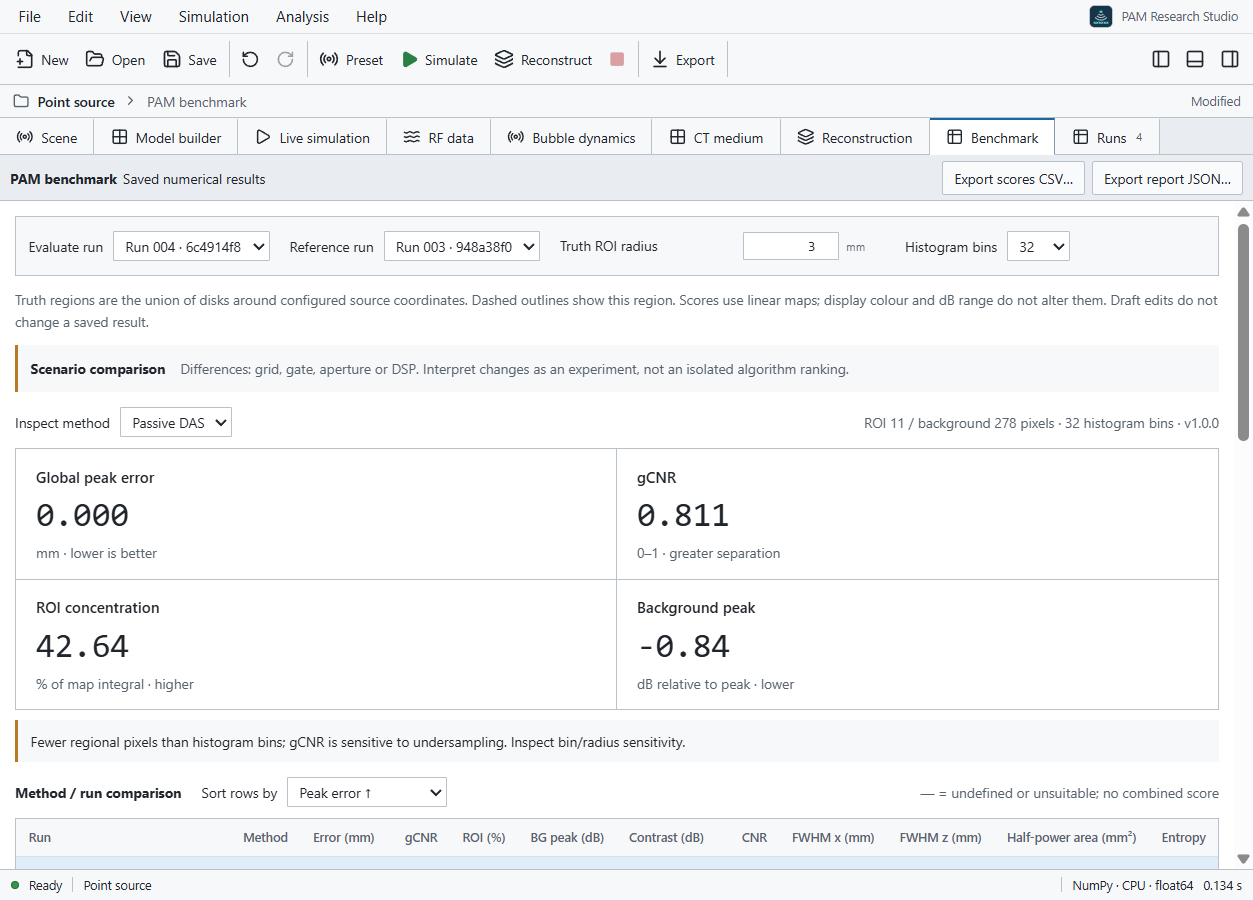 File Edit View Simulation Analysis Help PAM Research Studio
New Open Save Preset Simulate Reconstruct Export
Point source PAM benchmark Modified
Scene Model builder Live simulation RF data Bubble dynamics CT medium Reconstruction Benchmark Runs 4
PAM benchmark Saved numerical results Export scores CSV... Export report JSON...
Evaluate run Run 004 · 6c4914f8 Reference run Run 003 · 948a38f0 Truth ROI radius 3 mm Histogram bins 32
Truth regions are the union of disks around configured source coordinates. Dashed outlines show this region. Scores use linear maps; display colour and dB range do not alter them. Draft edits do not
change a saved result.
Scenario comparison Differences: grid, gate, aperture or DSP. Interpret changes as an experiment, not an isolated algorithm ranking.
Inspect method Passive DAS ROI 11 / background 278 pixels · 32 histogram bins · v1.0.0
Global peak error
0.000
mm · lower is better
gCNR
0.811
0–1 · greater separation
ROI concentration
42.64
% of map integral · higher
Background peak
-0.84
dB relative to peak · lower
Fewer regional pixels than histogram bins; gCNR is sensitive to undersampling. Inspect bin/radius sensitivity.
Method / run comparison Sort rows by Peak error ↑ — = undefined or unsuitable; no combined score
Run Method Error (mm) gCNR ROI (%) BG peak (dB) Contrast (dB) CNR FWHM x (mm) FWHM z (mm) Half-power area (mm²) Entropy
Ready Point source NumPy · CPU · float64 0.134 s